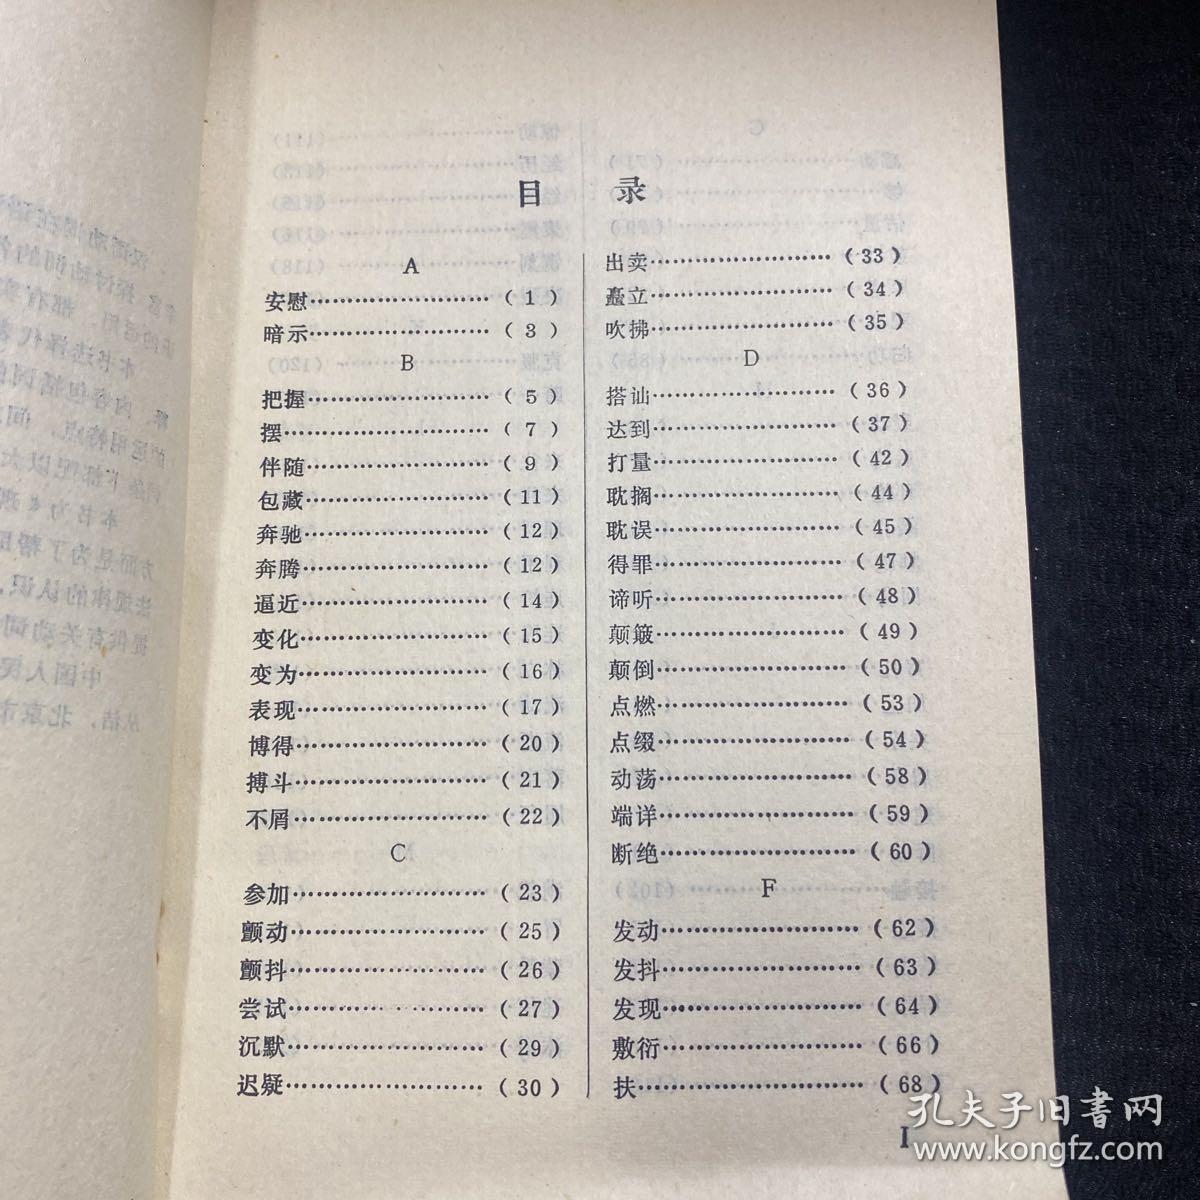 目 录
A
安慰……………………（1）
暗示……………………（3）
B
把握……………………（5）
摆………………………（7）
伴随……………………（9）
包藏……………………（11）
奔驰……………………（12）
奔腾……………………（12）
逼近……………………（14）
变化……………………（15）
变为……………………（16）
表现……………………（17）
博得……………………（20）
搏斗……………………（21）
不屑……………………（22）
C
参加……………………（23）
颤动……………………（25）
颤抖……………………（26）
尝试……………………（27）
沉默……………………（29）
迟疑……………………（30）
出卖……………………（33）
矗立……………………（34）
吹拂……………………（35）
D
搭讪……………………（36）
达到……………………（37）
打量……………………（42）
耽搁……………………（44）
耽误……………………（45）
得罪……………………（47）
谛听……………………（48）
颠簸……………………（49）
颠倒……………………（50）
点燃……………………（53）
点缀……………………（54）
动荡……………………（58）
端详……………………（59）
断绝……………………（60）
F
发动……………………（62）
发抖……………………（63）
发现……………………（64）
敷衍……………………（66）
扶………………………（68）
I
孔夫子旧书网
www.kongfz.com